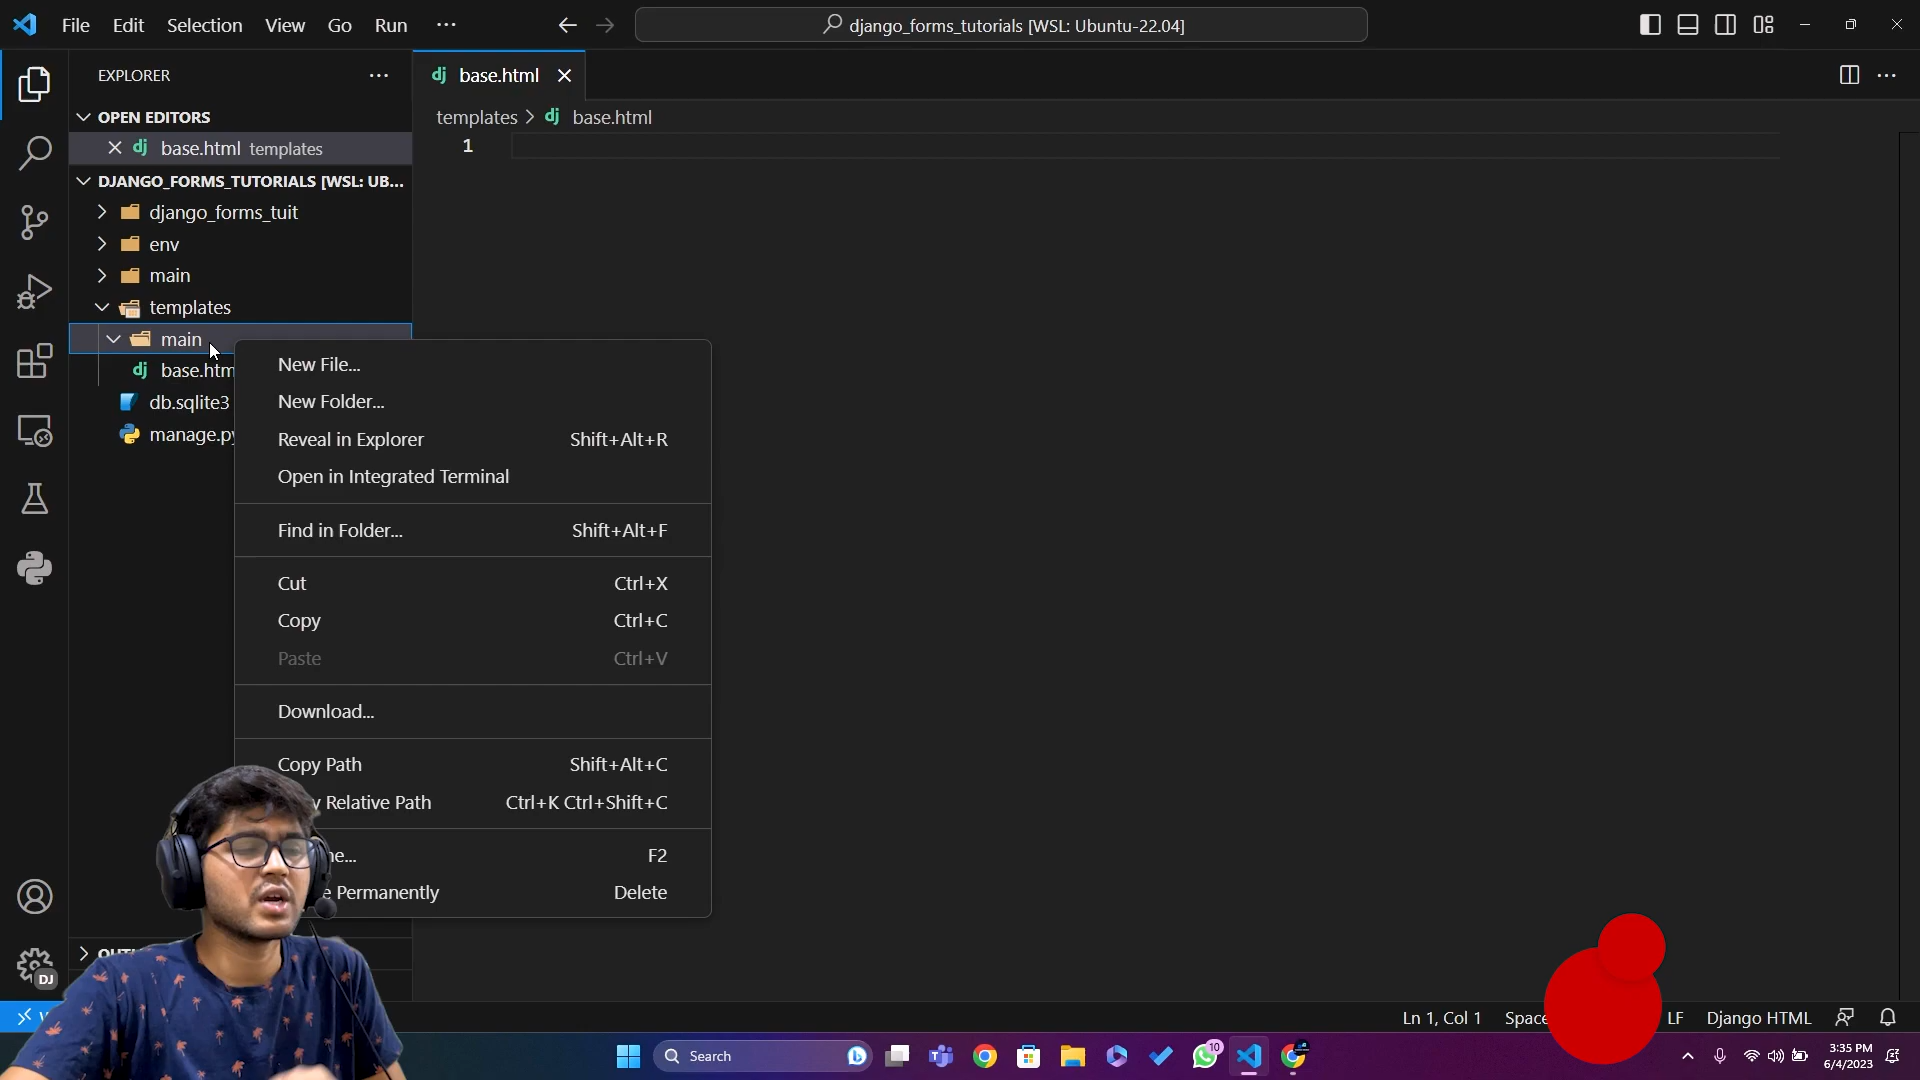 File Edit Selection View Go Run ···
django_forms_tutorials [WSL: Ubuntu-22.04]
EXPLORER
base.html
OPEN EDITORS
templates > base.html
base.html templates
1
DJANGO_FORMS_TUTORIALS [WSL: UB...
django_forms_tuit
env
main
templates
main
base.htm
db.sqlite3
manage.py
New File...
New Folder...
Reveal in Explorer Shift+Alt+R
Open in Integrated Terminal
Find in Folder... Shift+Alt+F
Cut Ctrl+X
Copy Ctrl+C
Paste Ctrl+V
Download...
Copy Path Shift+Alt+C
Relative Path Ctrl+K Ctrl+Shift+C
F2
Permanently Delete
DJ
Ln 1, Col 1 LF Django HTML
Search
10
3:35 PM
6/4/2023